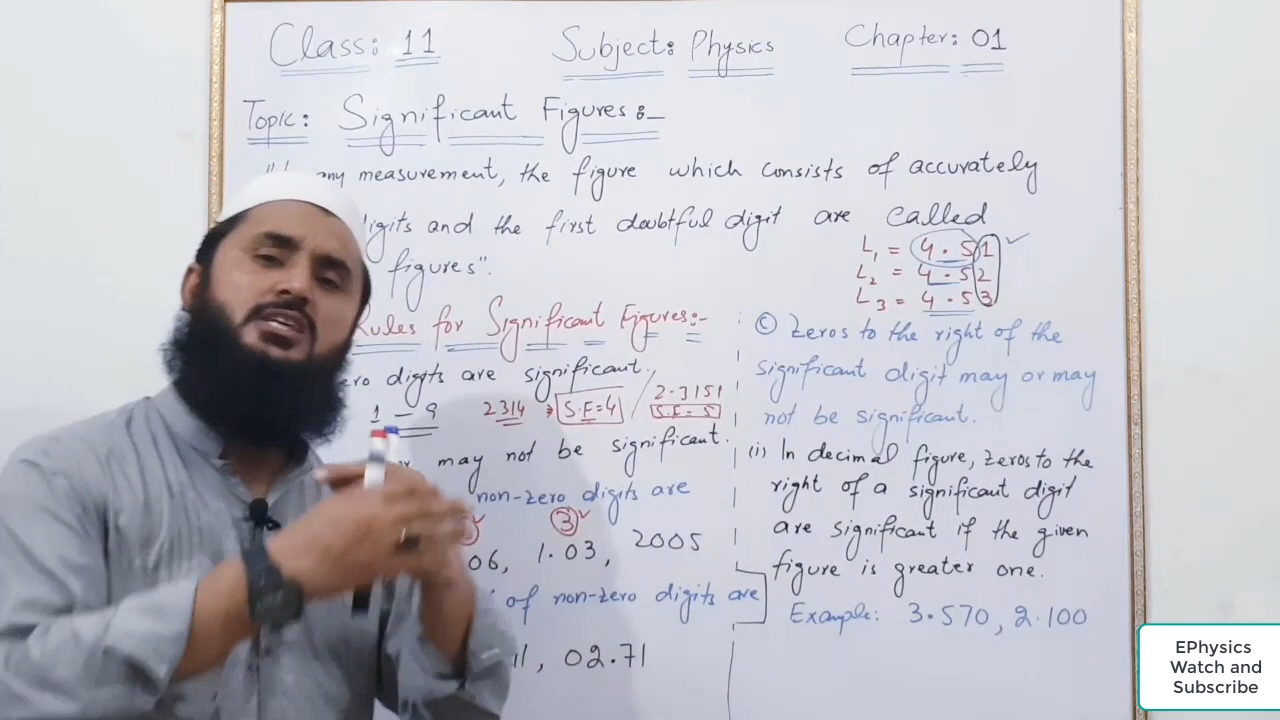 Class: 11 Subject: Physics Chapter: 01
Topic: Significant Figures:-
any measurement, the figure which consists of accurately
digits and the first doubtful digit are called
figures".
L1 = 4.51
L2 = 4.52
L3 = 4.53
Rules for Significant Figures:-
digits are significant.
1 – 9 2314 → S.F=4 / 2.3151
S.F = 5
may not be significant.
non-zero digits are
3
06, 1.03, 2005
of non-zero digits are
11, 02.71
(c) Zeros to the right of the
significant digit may or may
not be significant.
(i) In decimal figure, zeros to the
right of a significant digit
are significant if the given
figure is greater one.
Example: 3.570, 2.100
EPhysics
Watch and
Subscribe